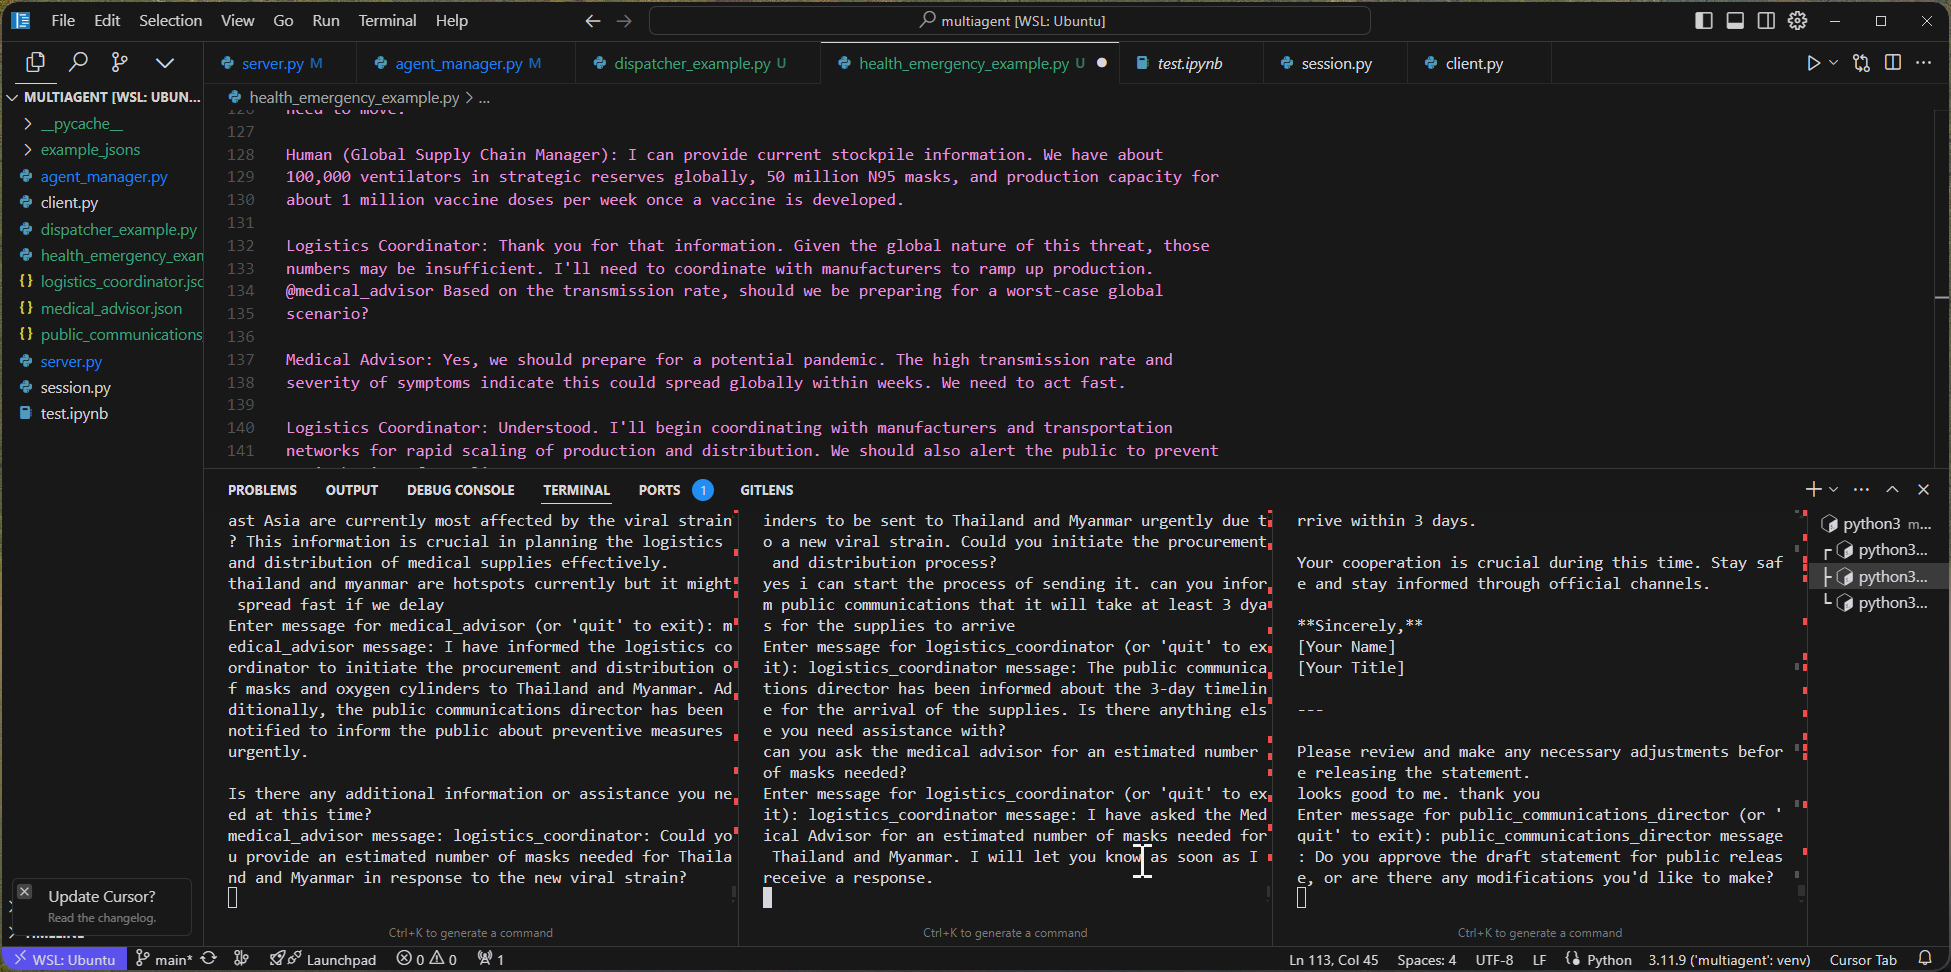 File Edit Selection View Go Run Terminal Help
multiagent [WSL: Ubuntu]
server.py M
agent_manager.py M
dispatcher_example.py U
health_emergency_example.py U
test.ipynb
session.py
client.py
MULTIAGENT [WSL: UBUN...
__pycache__
example_jsons
agent_manager.py
client.py
dispatcher_example.py
health_emergency_exam
logistics_coordinator.jsc
medical_advisor.json
public_communications
server.py
session.py
test.ipynb
health_emergency_example.py > ...
126 need to move.
127
128 Human (Global Supply Chain Manager): I can provide current stockpile information. We have about
129 100,000 ventilators in strategic reserves globally, 50 million N95 masks, and production capacity for
130 about 1 million vaccine doses per week once a vaccine is developed.
131
132 Logistics Coordinator: Thank you for that information. Given the global nature of this threat, those
133 numbers may be insufficient. I'll need to coordinate with manufacturers to ramp up production.
134 @medical_advisor Based on the transmission rate, should we be preparing for a worst-case global
135 scenario?
136
137 Medical Advisor: Yes, we should prepare for a potential pandemic. The high transmission rate and
138 severity of symptoms indicate this could spread globally within weeks. We need to act fast.
139
140 Logistics Coordinator: Understood. I'll begin coordinating with manufacturers and transportation
141 networks for rapid scaling of production and distribution. We should also alert the public to prevent
PROBLEMS OUTPUT DEBUG CONSOLE TERMINAL PORTS 1 GITLENS
ast Asia are currently most affected by the viral strain
? This information is crucial in planning the logistics
and distribution of medical supplies effectively.
thailand and myanmar are hotspots currently but it might
spread fast if we delay
Enter message for medical_advisor (or 'quit' to exit): m
edical_advisor message: I have informed the logistics co
ordinator to initiate the procurement and distribution o
f masks and oxygen cylinders to Thailand and Myanmar. Ad
ditionally, the public communications director has been
notified to inform the public about preventive measures
urgently.
Is there any additional information or assistance you ne
ed at this time?
medical_advisor message: logistics_coordinator: Could yo
u provide an estimated number of masks needed for Thaila
nd and Myanmar in response to the new viral strain?
Ctrl+K to generate a command
inders to be sent to Thailand and Myanmar urgently due t
o a new viral strain. Could you initiate the procurement
and distribution process?
yes i can start the process of sending it. can you infor
m public communications that it will take at least 3 dya
s for the supplies to arrive
Enter message for logistics_coordinator (or 'quit' to ex
it): logistics_coordinator message: The public communica
tions director has been informed about the 3-day timelin
e for the arrival of the supplies. Is there anything els
e you need assistance with?
can you ask the medical advisor for an estimated number
of masks needed?
Enter message for logistics_coordinator (or 'quit' to ex
it): logistics_coordinator message: I have asked the Med
ical Advisor for an estimated number of masks needed for
Thailand and Myanmar. I will let you know as soon as I
receive a response.
Ctrl+K to generate a command
rrive within 3 days.
Your cooperation is crucial during this time. Stay saf
e and stay informed through official channels.
**Sincerely,**
[Your Name]
[Your Title]
---
Please review and make any necessary adjustments befor
e releasing the statement.
looks good to me. thank you
Enter message for public_communications_director (or '
quit' to exit): public_communications_director message
: Do you approve the draft statement for public releas
e, or are there any modifications you'd like to make?
Ctrl+K to generate a command
python3 m...
python3...
python3...
python3...
Update Cursor?
Read the changelog.
TIMELINE
WSL: Ubuntu main* Launchpad 0 0 1
Ln 113, Col 45 Spaces: 4 UTF-8 LF Python 3.11.9 ('multiagent': venv) Cursor Tab